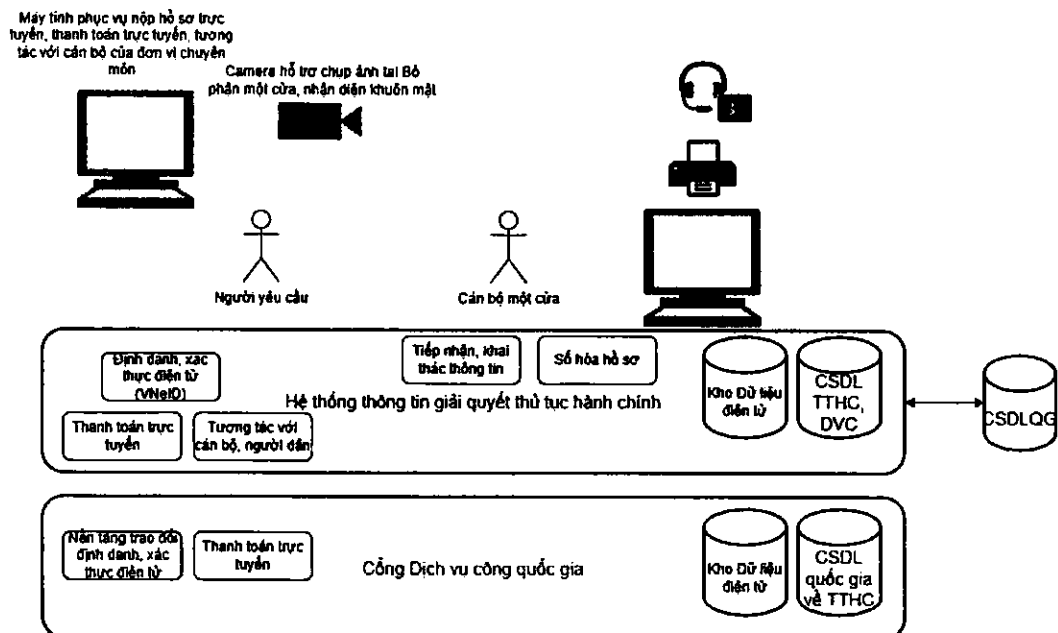 Máy tính phục vụ nộp hồ sơ trực
tuyến, thanh toán trực tuyến, tương
tác với cán bộ của đơn vị chuyên
môn
Camera hỗ trợ chụp ảnh tại Bộ
phận một cửa, nhận diện khuôn mặt
Người yêu cầu
Cán bộ một cửa
Định danh, xác
thực điện tử
(VNeID)
Tiếp nhận, khai
thác thông tin
Số hóa hồ sơ
Hệ thống thông tin giải quyết thủ tục hành chính
Thanh toán trực
tuyến
Tương tác với
cán bộ, người dân
Kho Dữ liệu
điện tử
CSDL
TTHC,
DVC
CSDLQG
Nền tảng trao đổi
định danh, xác
thực điện tử
Thanh toán trực
tuyến
Cổng Dịch vụ công quốc gia
Kho Dữ liệu
điện tử
CSDL
quốc gia
về TTHC